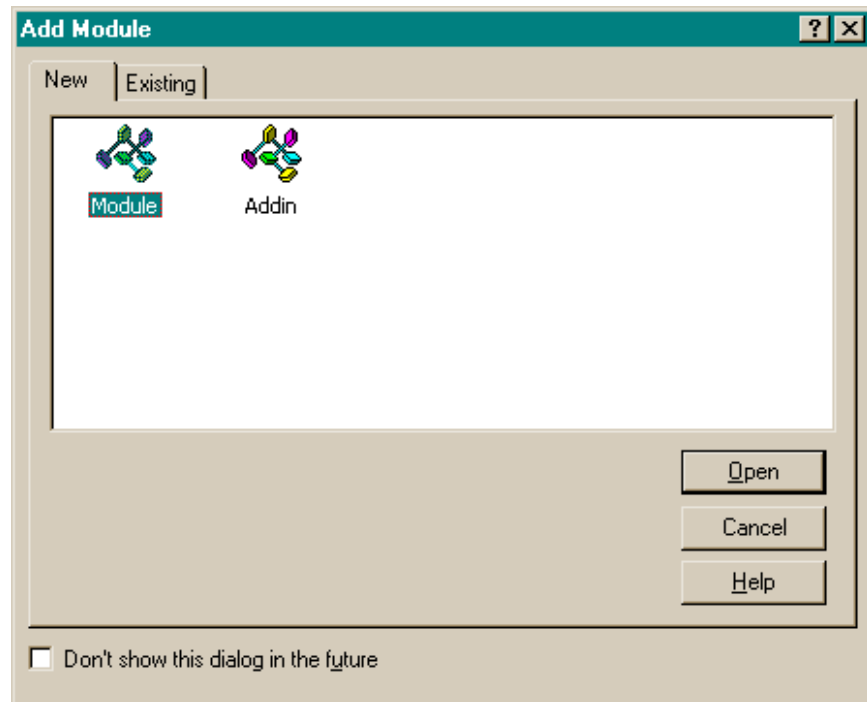 Add Module
New Existing
Module Addin
Open
Cancel
Help
Don't show this dialog in the future